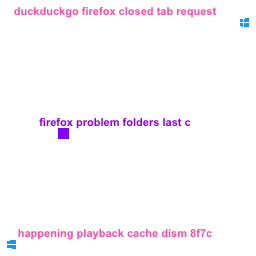 duckduckgo firefox closed tab request
firefox problem folders last c
happening playback cache dism 8f7c